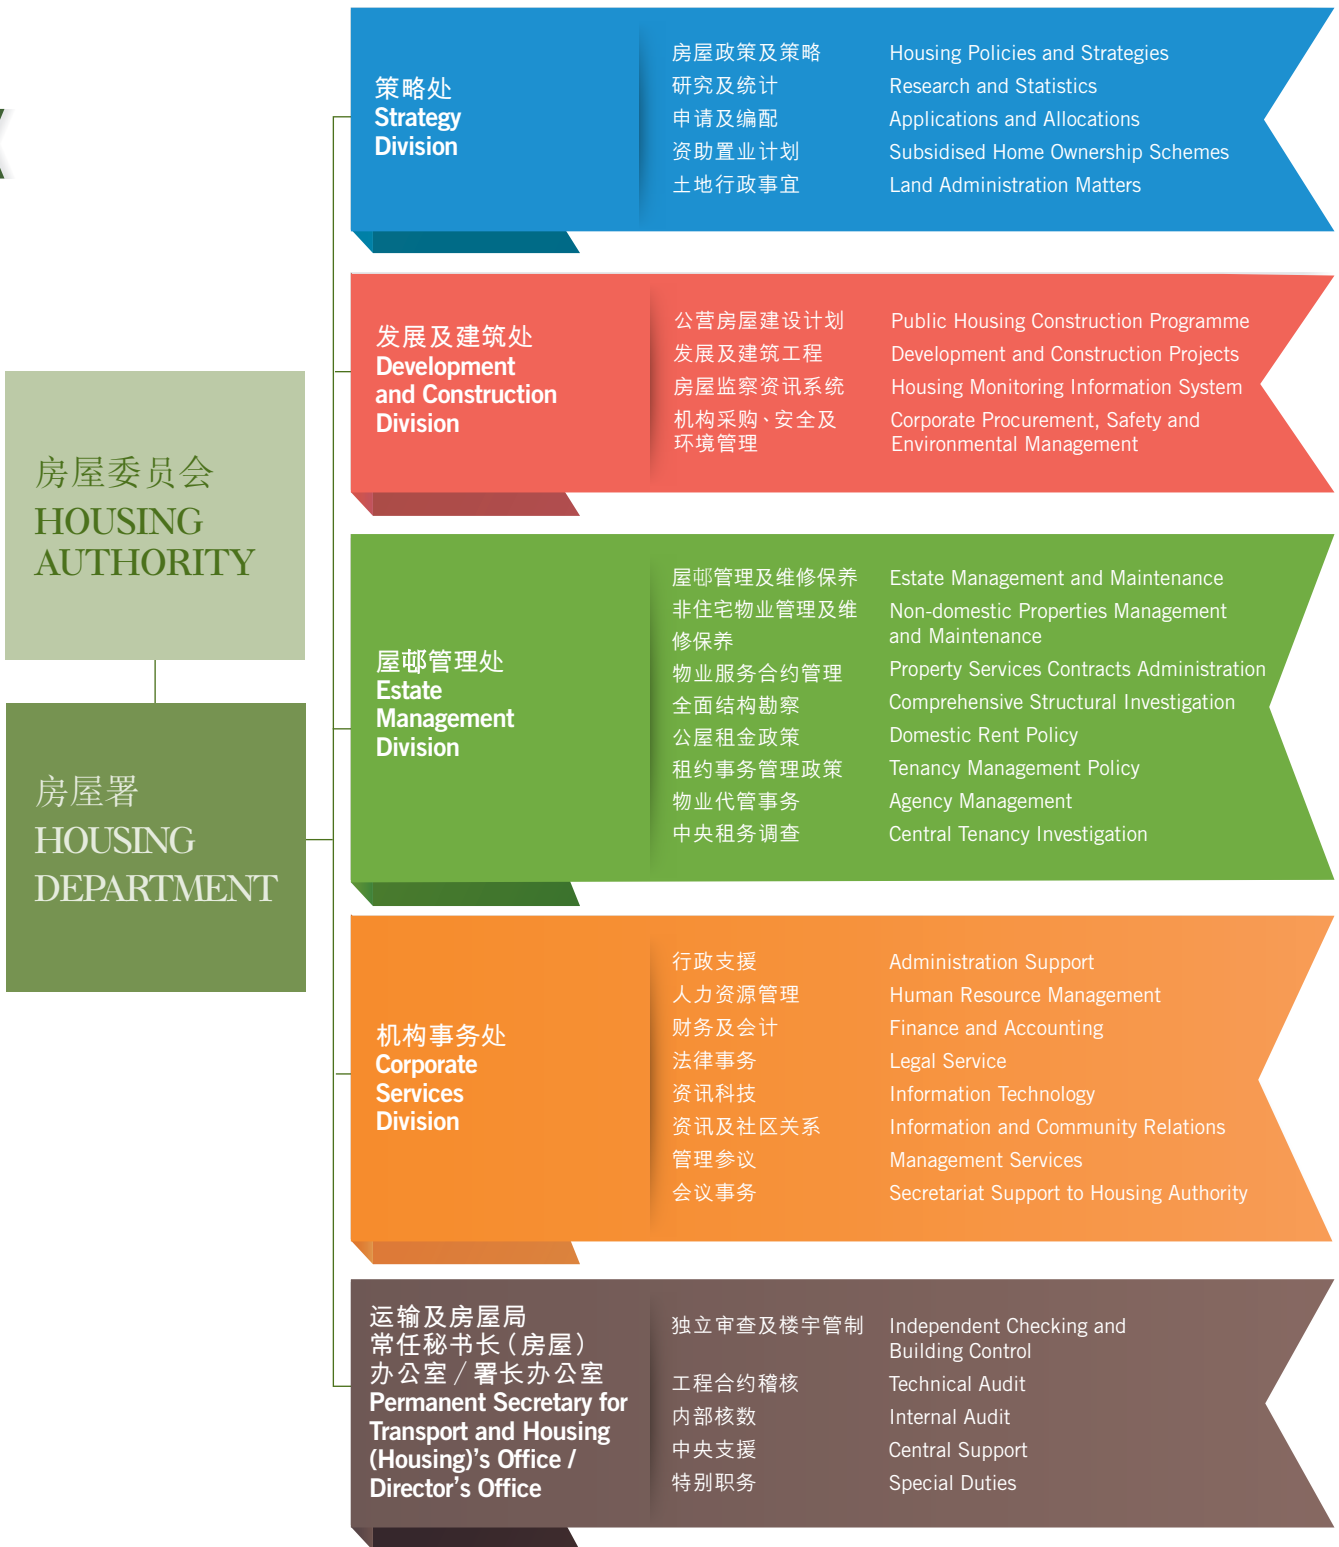 房屋委员会
HOUSING
AUTHORITY
房屋署
HOUSING
DEPARTMENT
策略处
Strategy
Division
房屋政策及策略 Housing Policies and Strategies
研究及统计 Research and Statistics
申请及编配 Applications and Allocations
资助置业计划 Subsidised Home Ownership Schemes
土地行政事宜 Land Administration Matters
发展及建筑处
Development
and Construction
Division
公营房屋建设计划 Public Housing Construction Programme
发展及建筑工程 Development and Construction Projects
房屋监察资讯系统 Housing Monitoring Information System
机构采购、安全及 Corporate Procurement, Safety and
环境管理 Environmental Management
屋邨管理处
Estate
Management
Division
屋邨管理及维修保养 Estate Management and Maintenance
非住宅物业管理及维 Non-domestic Properties Management
修保养 and Maintenance
物业服务合约管理 Property Services Contracts Administration
全面结构勘察 Comprehensive Structural Investigation
公屋租金政策 Domestic Rent Policy
租约事务管理政策 Tenancy Management Policy
物业代管事务 Agency Management
中央租务调查 Central Tenancy Investigation
机构事务处
Corporate
Services
Division
行政支援 Administration Support
人力资源管理 Human Resource Management
财务及会计 Finance and Accounting
法律事务 Legal Service
资讯科技 Information Technology
资讯及社区关系 Information and Community Relations
管理参议 Management Services
会议事务 Secretariat Support to Housing Authority
运输及房屋局
常任秘书长（房屋）
办公室 / 署长办公室
Permanent Secretary for
Transport and Housing
(Housing)'s Office /
Director's Office
独立审查及楼宇管制 Independent Checking and
Building Control
工程合约稽核 Technical Audit
内部核数 Internal Audit
中央支援 Central Support
特别职务 Special Duties